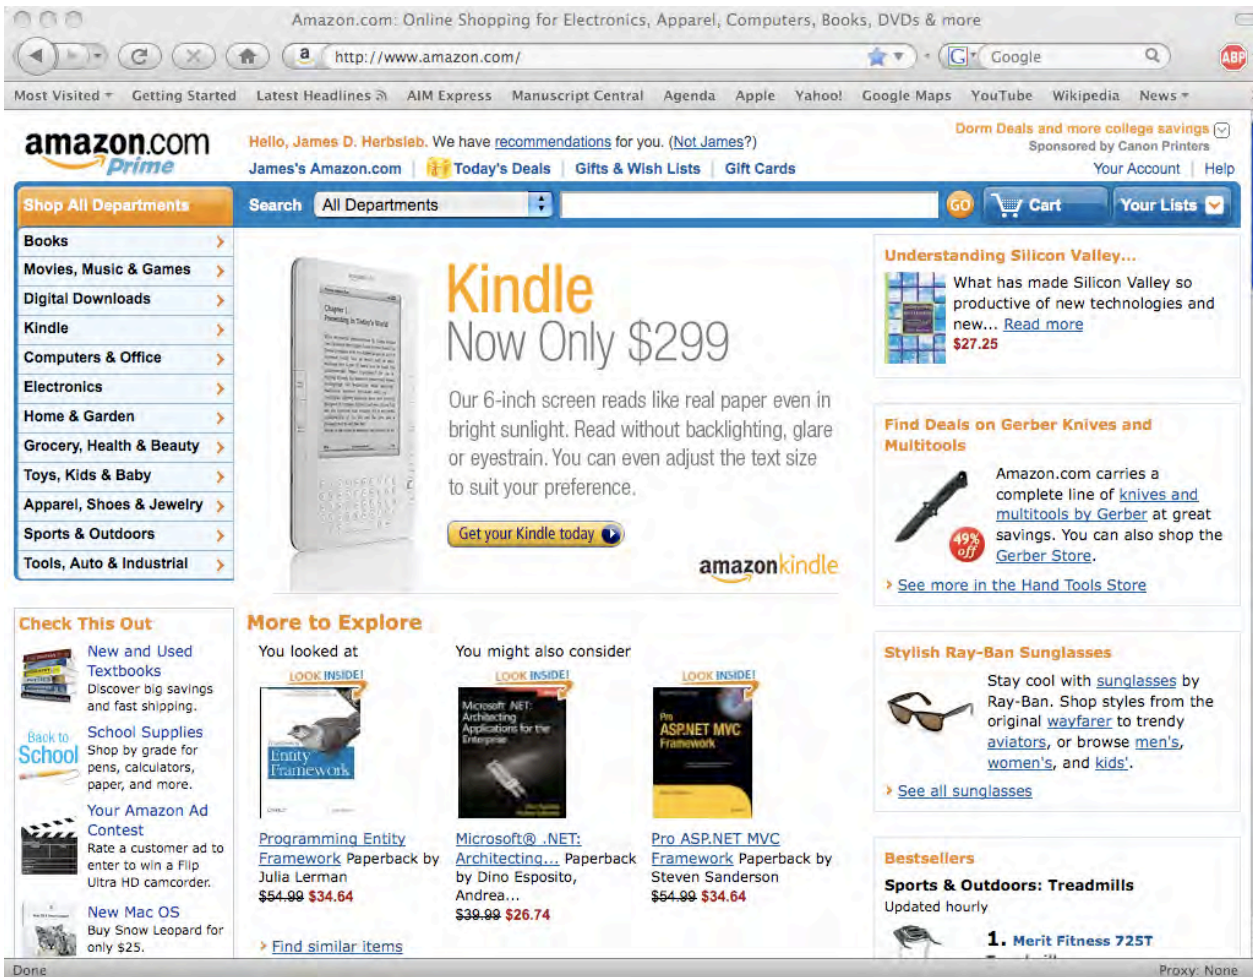 Amazon.com: Online Shopping for Electronics, Apparel, Computers, Books, DVDs & more
a http://www.amazon.com/
G Google
ABP
Most Visited Getting Started Latest Headlines AIM Express Manuscript Central Agenda Apple Yahoo! Google Maps YouTube Wikipedia News
amazon.com
Prime
Hello, James D. Herbsleb. We have recommendations for you. (Not James?)
Dorm Deals and more college savings
Sponsored by Canon Printers
James's Amazon.com | Today's Deals | Gifts & Wish Lists | Gift Cards
Your Account | Help
Shop All Departments
Search All Departments GO Cart Your Lists
Books
Movies, Music & Games
Digital Downloads
Kindle
Computers & Office
Electronics
Home & Garden
Grocery, Health & Beauty
Toys, Kids & Baby
Apparel, Shoes & Jewelry
Sports & Outdoors
Tools, Auto & Industrial
Chapter 1
Kindle
Now Only $299
Our 6-inch screen reads like real paper even in
bright sunlight. Read without backlighting, glare
or eyestrain. You can even adjust the text size
to suit your preference.
Get your Kindle today
amazonkindle
Understanding Silicon Valley...
What has made Silicon Valley so
productive of new technologies and
new... Read more
$27.25
Find Deals on Gerber Knives and
Multitools
Amazon.com carries a
complete line of knives and
multitools by Gerber at great
savings. You can also shop the
Gerber Store.
49%
off
See more in the Hand Tools Store
Stylish Ray-Ban Sunglasses
Stay cool with sunglasses by
Ray-Ban. Shop styles from the
original wayfarer to trendy
aviators, or browse men's,
women's, and kids'.
See all sunglasses
Bestsellers
Sports & Outdoors: Treadmills
Updated hourly
1. Merit Fitness 725T
Check This Out
New and Used
Textbooks
Discover big savings
and fast shipping.
Back to
School
School Supplies
Shop by grade for
pens, calculators,
paper, and more.
Your Amazon Ad
Contest
Rate a customer ad to
enter to win a Flip
Ultra HD camcorder.
New Mac OS
Buy Snow Leopard for
only $25.
More to Explore
You looked at
LOOK INSIDE!
Entity
Framework
Programming Entity
Framework Paperback by
Julia Lerman
$54.99 $34.64
You might also consider
LOOK INSIDE!
Microsoft .NET:
Architecting
Applications for the
Enterprise
Microsoft® .NET:
Architecting... Paperback
by Dino Esposito,
Andrea...
$39.99 $26.74
LOOK INSIDE!
Pro
ASP.NET MVC
Framework
Pro ASP.NET MVC
Framework Paperback by
Steven Sanderson
$54.99 $34.64
Find similar items
Done
Proxy: None